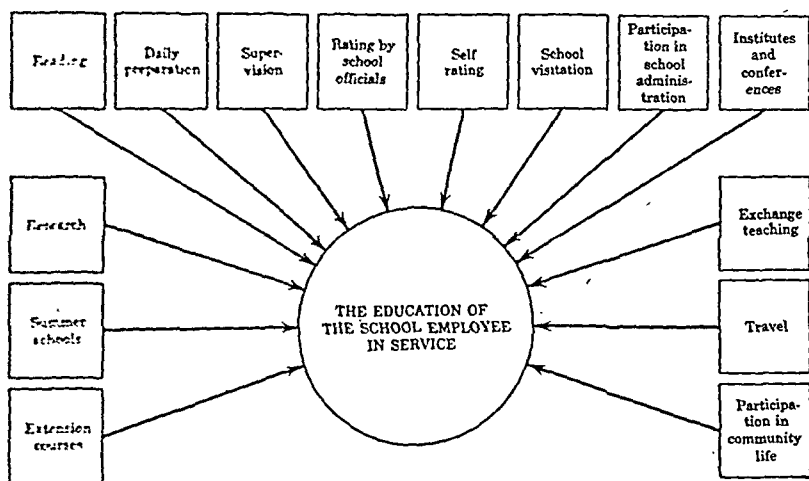 Reading
Daily
preparation
Super-
vision
Rating by
school
officials
Self
rating
School
visitation
Participa-
tion in
school
adminis-
tration
Institutes
and
confer-
ences
Research
Exchange
teaching
THE EDUCATION OF
THE SCHOOL EMPLOYEE
IN SERVICE
Summer
schools
Travel
Extension
courses
Participa-
tion in
community
life